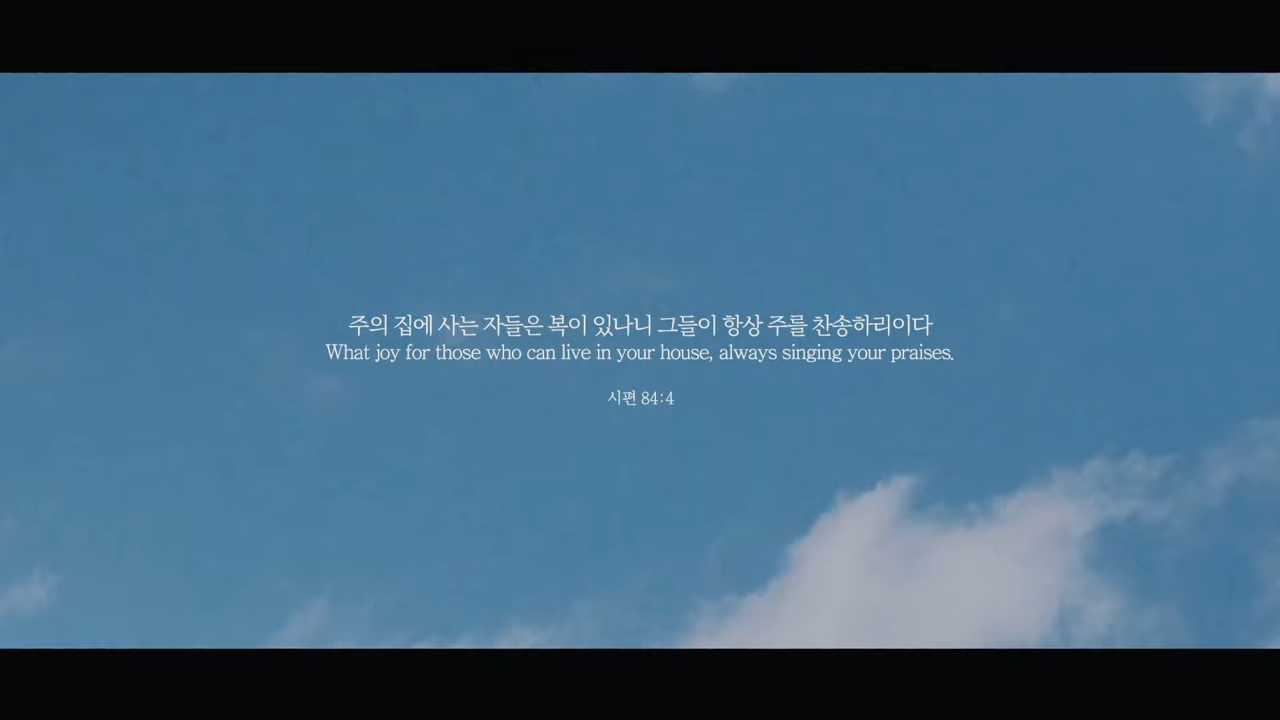 주의 집에 사는 자들은 복이 있나니 그들이 항상 주를 찬송하리이다
What joy for those who can live in your house, always singing your praises.
시편 84:4